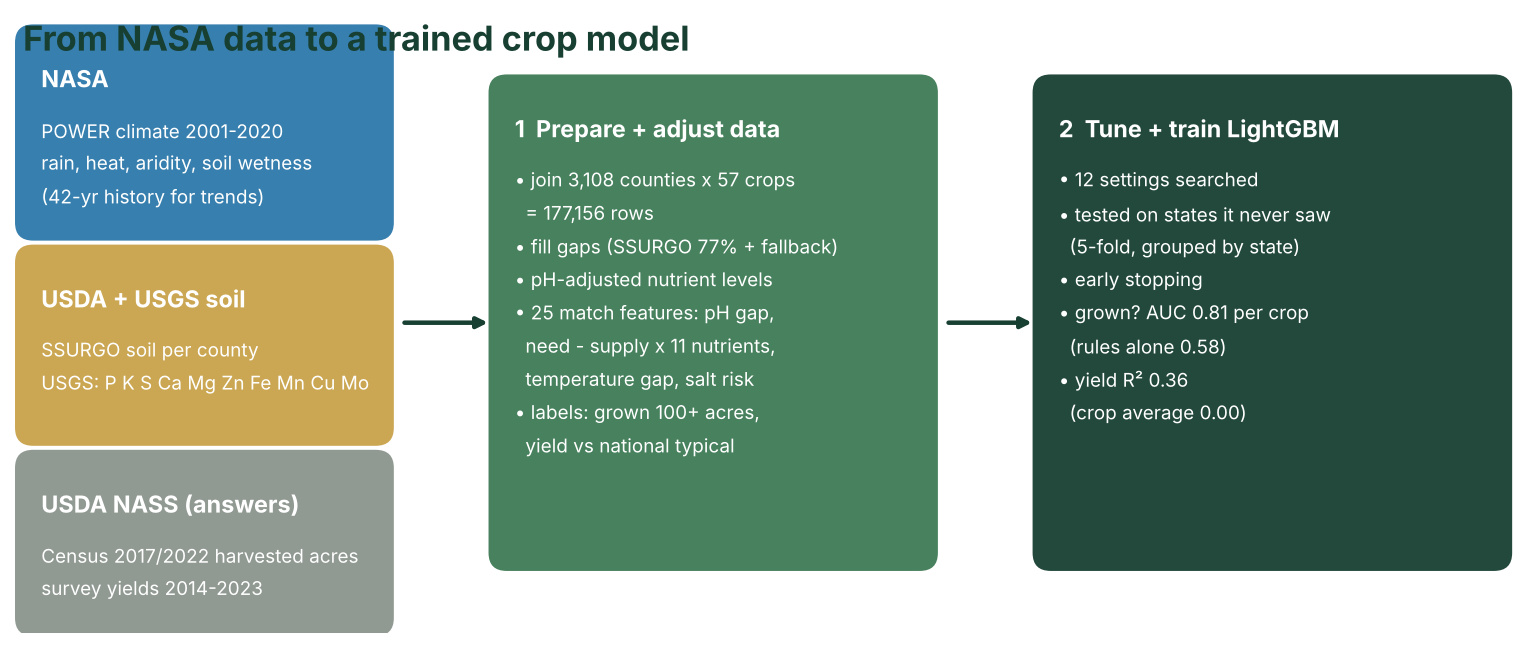 From NASA data to a trained crop model
NASA
POWER climate 2001-2020
rain, heat, aridity, soil wetness
(42-yr history for trends)
USDA + USGS soil
SSURGO soil per county
USGS: P K S Ca Mg Zn Fe Mn Cu Mo
USDA NASS (answers)
Census 2017/2022 harvested acres
survey yields 2014-2023
1 Prepare + adjust data
• join 3,108 counties x 57 crops
= 177,156 rows
• fill gaps (SSURGO 77% + fallback)
• pH-adjusted nutrient levels
• 25 match features: pH gap,
need - supply x 11 nutrients,
temperature gap, salt risk
• labels: grown 100+ acres,
yield vs national typical
2 Tune + train LightGBM
• 12 settings searched
• tested on states it never saw
(5-fold, grouped by state)
• early stopping
• grown? AUC 0.81 per crop
(rules alone 0.58)
• yield R² 0.36
(crop average 0.00)